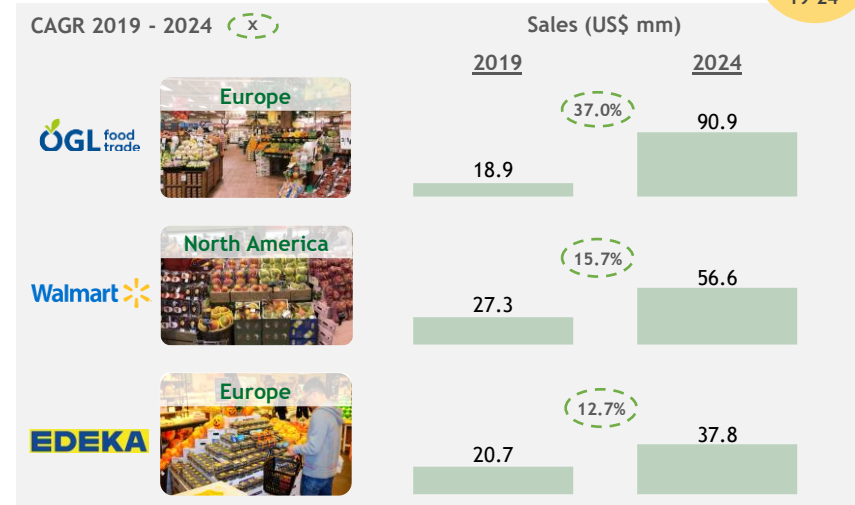 CAGR 2019 - 2024 x
Sales (US$ mm)
2019 2024
Europe
ÖGL food trade
37.0%
18.9
90.9
North America
Walmart
15.7%
27.3
56.6
Europe
EDEKA
12.7%
20.7
37.8